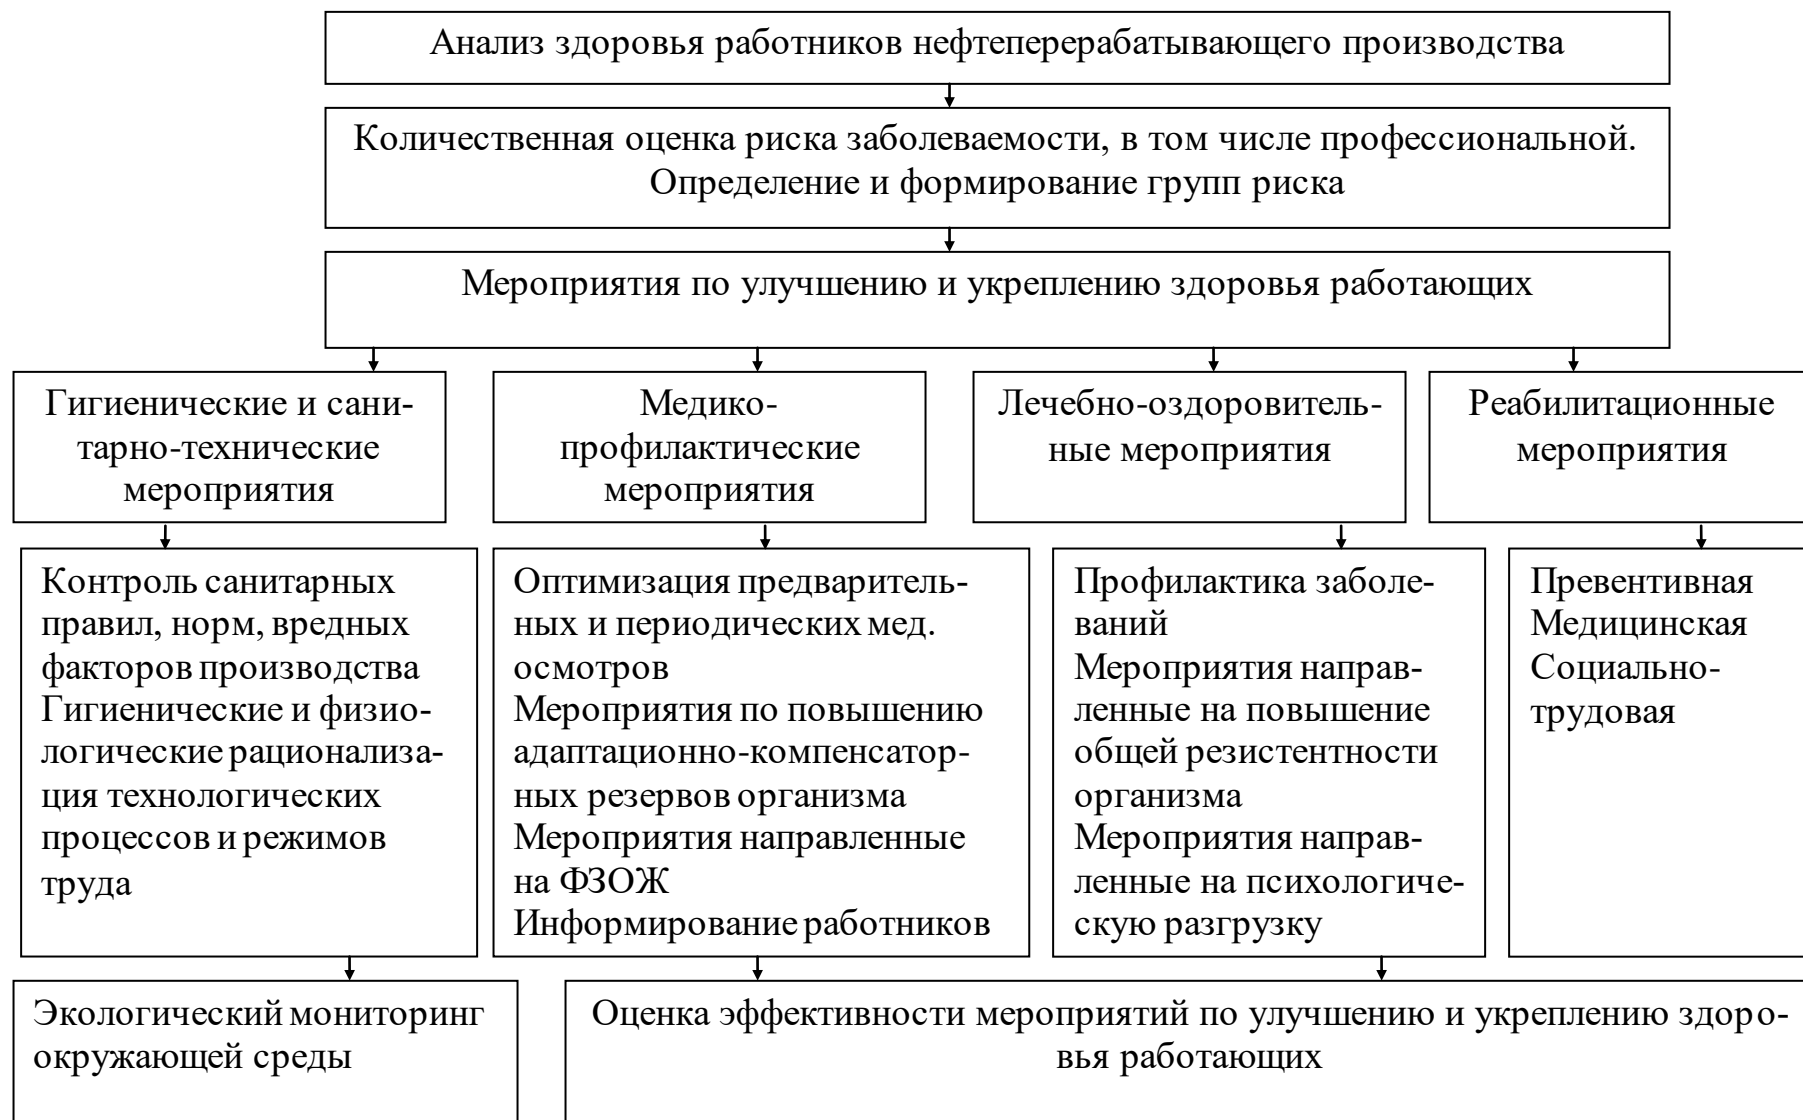 Анализ здоровья работников нефтеперерабатывающего производства
Количественная оценка риска заболеваемости, в том числе профессиональной.
Определение и формирование групп риска
Мероприятия по улучшению и укреплению здоровья работающих
Гигиенические и сани-
тарно-технические
мероприятия
Медико-
профилактические
мероприятия
Лечебно-оздоровитель-
ные мероприятия
Реабилитационные
мероприятия
Контроль санитарных
правил, норм, вредных
факторов производства
Гигиенические и физио-
логические рационализа-
ция технологических
процессов и режимов
труда
Оптимизация предваритель-
ных и периодических мед.
осмотров
Мероприятия по повышению
адаптационно-компенсатор-
ных резервов организма
Мероприятия направленные
на ФЗОЖ
Информирование работников
Профилактика заболе-
ваний
Мероприятия направ-
ленные на повышение
общей резистентности
организма
Мероприятия направ-
ленные на психологиче-
скую разгрузку
Превентивная
Медицинская
Социально-
трудовая
Экологический мониторинг
окружающей среды
Оценка эффективности мероприятий по улучшению и укреплению здоро-
вья работающих